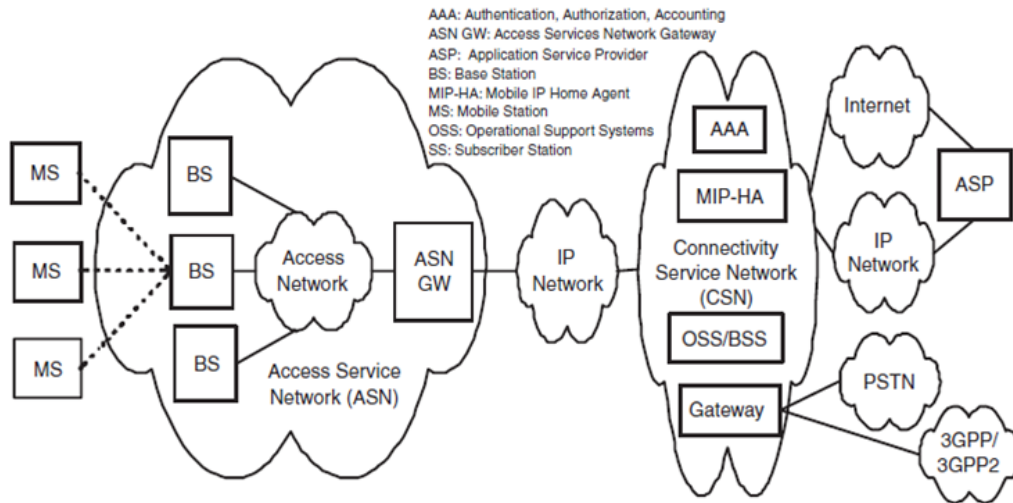 AAA: Authentication, Authorization, Accounting
ASN GW: Access Services Network Gateway
ASP: Application Service Provider
BS: Base Station
MIP-HA: Mobile IP Home Agent
MS: Mobile Station
OSS: Operational Support Systems
SS: Subscriber Station
MS
MS
MS
BS
BS
BS
Access
Network
ASN
GW
Access Service
Network (ASN)
IP
Network
AAA
MIP-HA
Connectivity
Service Network
(CSN)
OSS/BSS
Gateway
Internet
IP
Network
ASP
PSTN
3GPP/
3GPP2